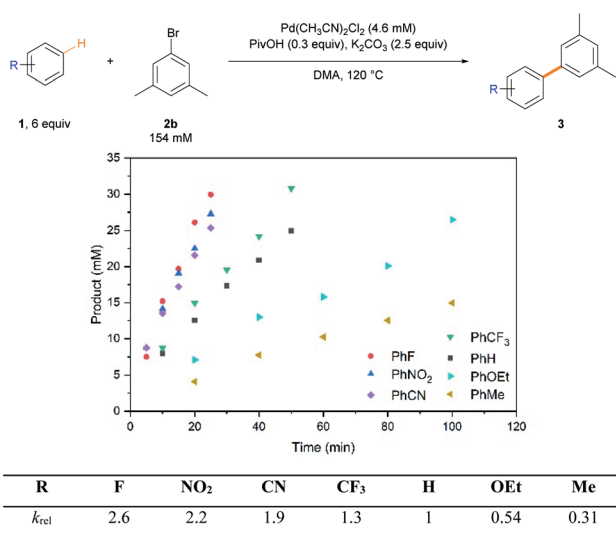 Pd(CH₃CN)₂Cl₂ (4.6 mM)
PivOH (0.3 equiv), K₂CO₃ (2.5 equiv)
DMA, 120 °C
R
H
+
Br
R
1, 6 equiv
2b
154 mM
3
Product (mM)
35
30
25
20
15
10
5
0
PhF
PhNO₂
PhCN
PhCF₃
PhH
PhOEt
PhMe
0 20 40 60 80 100 120
Time (min)
R F NO₂ CN CF₃ H OEt Me
k_rel 2.6 2.2 1.9 1.3 1 0.54 0.31